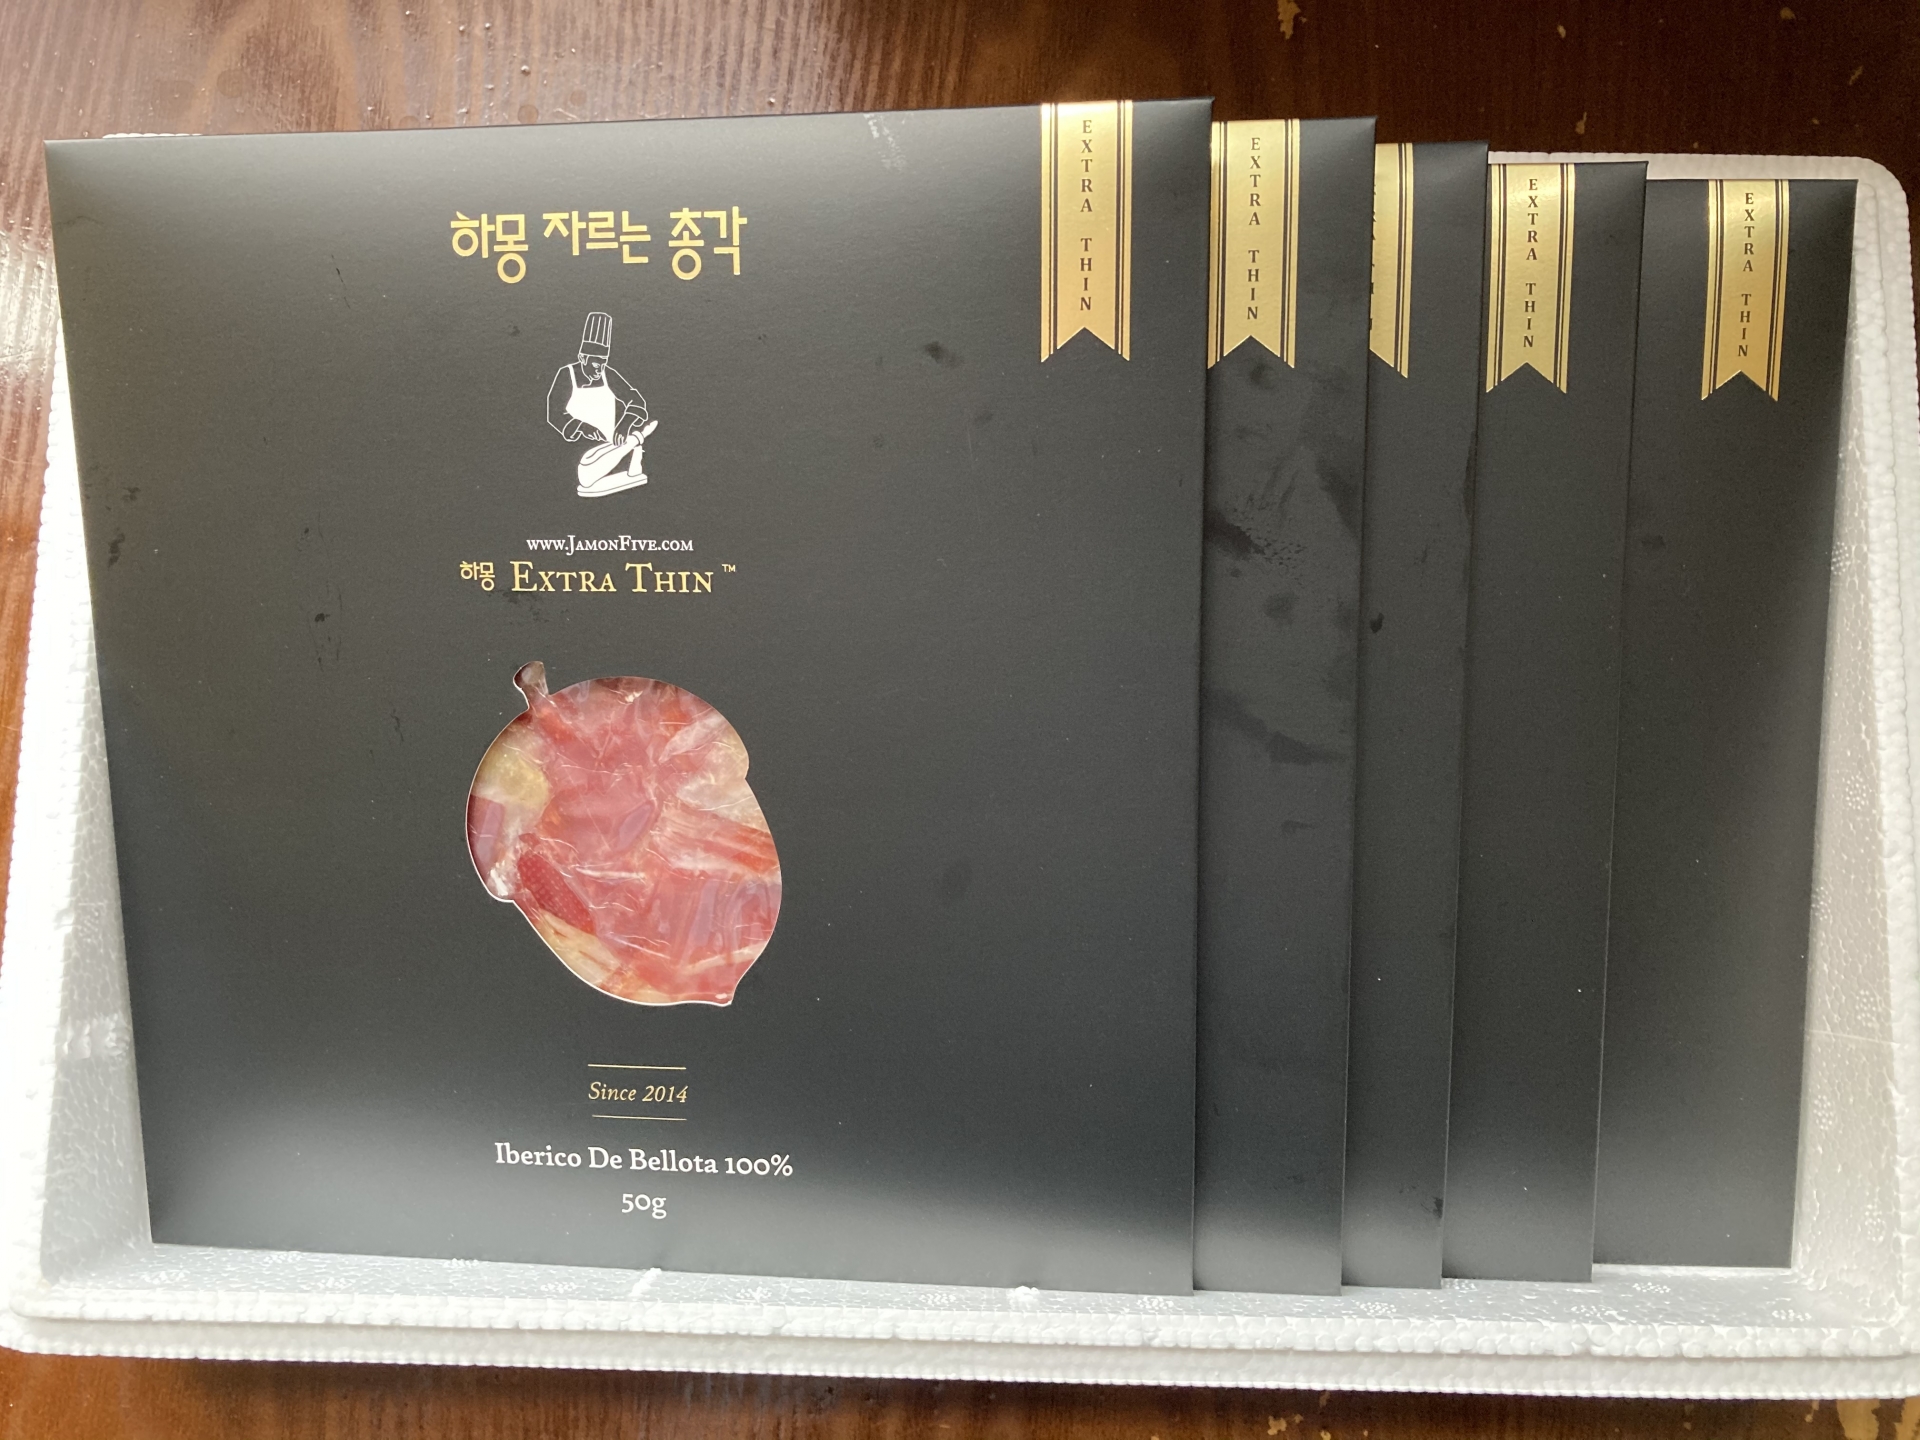 하몽 자르는 총각
www.JamonFive.com
하몽 Extra Thin™
Since 2014
Iberico De Bellota 100%
50g
EXTRA THIN
EXTRA THIN
EXTRA THIN
EXTRA THIN